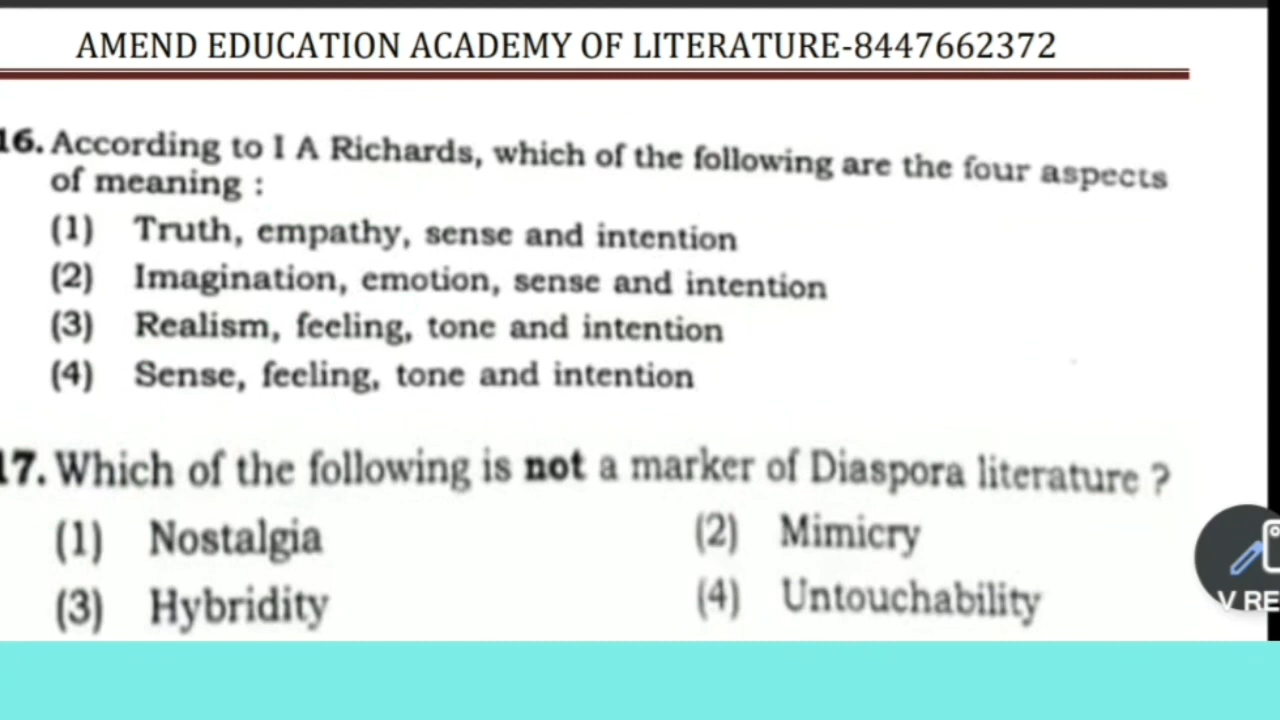 AMEND EDUCATION ACADEMY OF LITERATURE-8447662372
16. According to I A Richards, which of the following are the four aspects
of meaning :
(1) Truth, empathy, sense and intention
(2) Imagination, emotion, sense and intention
(3) Realism, feeling, tone and intention
(4) Sense, feeling, tone and intention
17. Which of the following is not a marker of Diaspora literature ?
(1) Nostalgia (2) Mimicry
(3) Hybridity (4) Untouchability
V RE